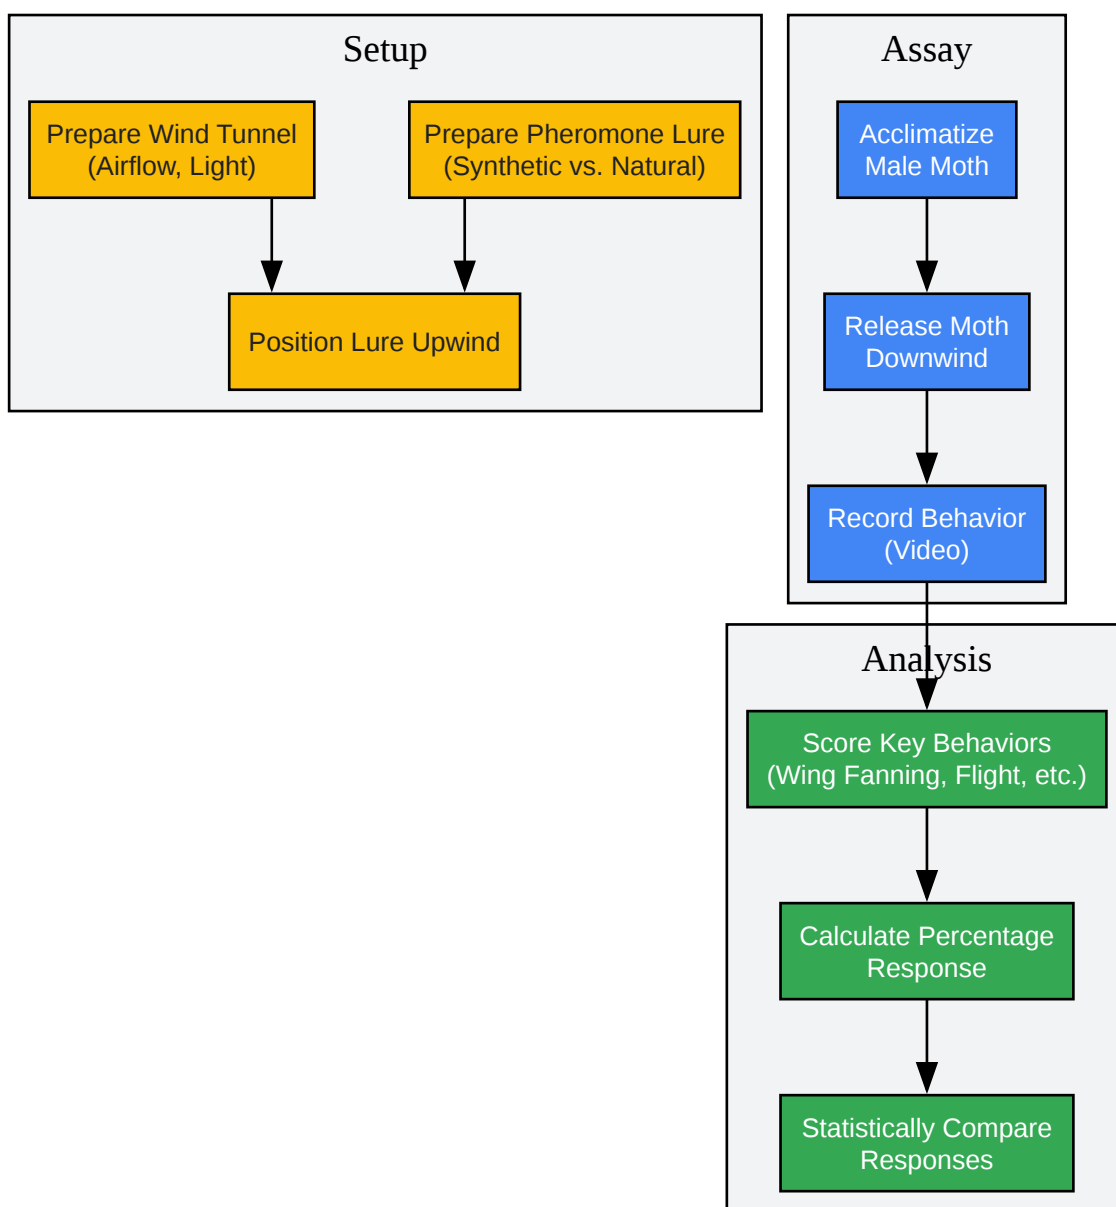 Setup
Prepare Wind Tunnel
(Airflow, Light)
Prepare Pheromone Lure
(Synthetic vs. Natural)
Position Lure Upwind
Assay
Acclimatize
Male Moth
Release Moth
Downwind
Record Behavior
(Video)
Analysis
Score Key Behaviors
(Wing Fanning, Flight, etc.)
Calculate Percentage
Response
Statistically Compare
Responses